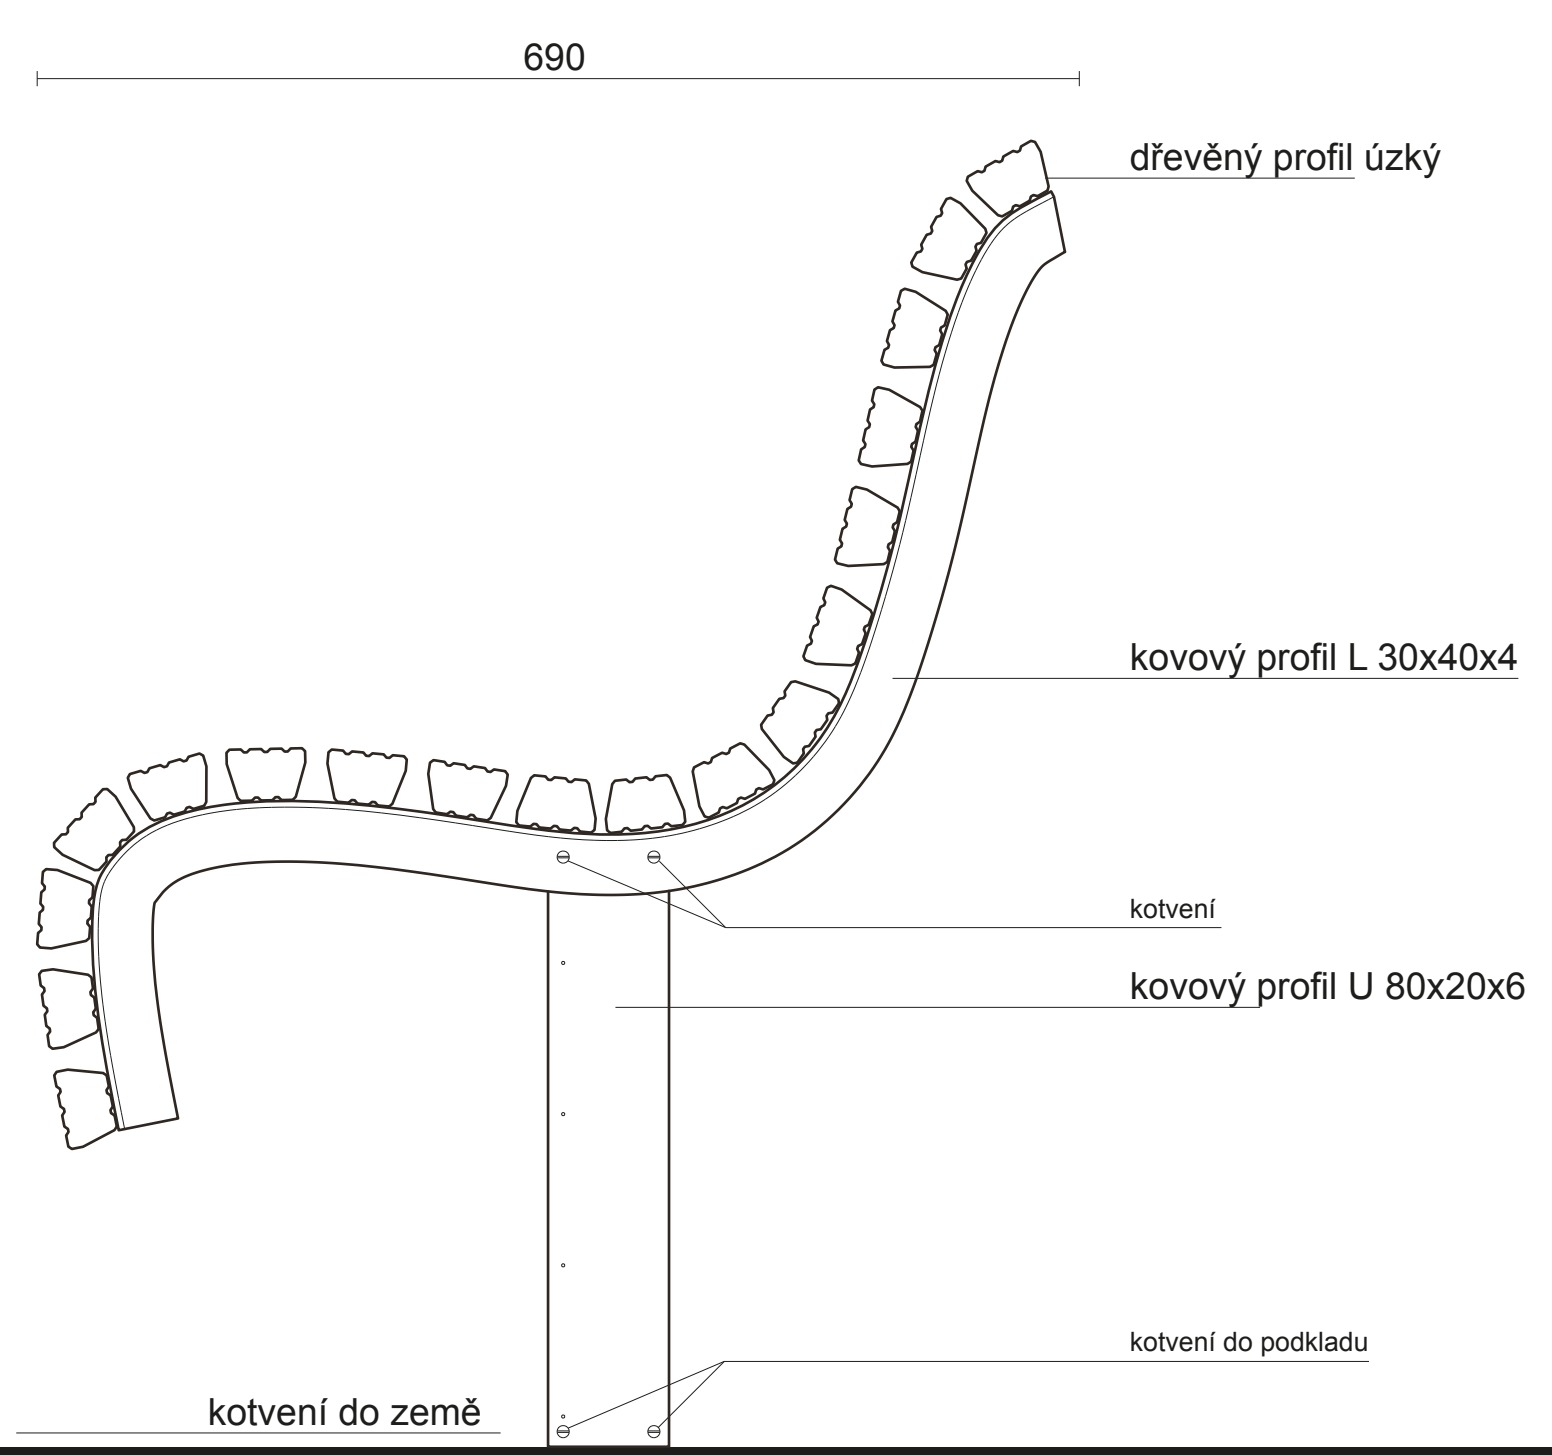 690
dřevěný profil úzký
kovový profil L 30x40x4
kotvení
kovový profil U 80x20x6
kotvení do podkladu
kotvení do země